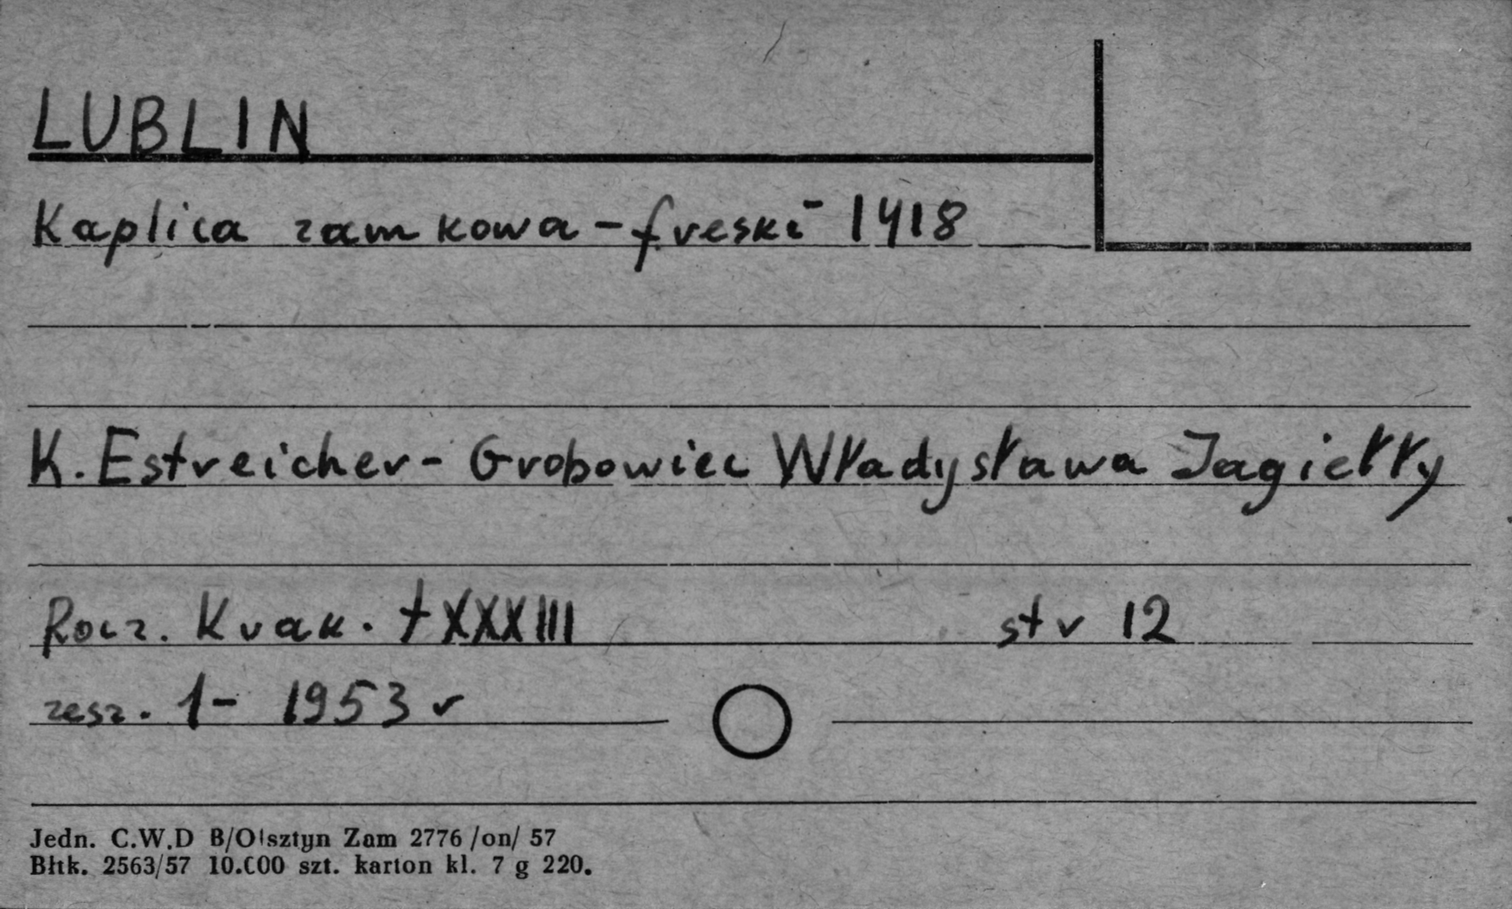 LUBLIN
Kaplica zamkowa - freski 1418
K. Estreicher - Grobowiec Władysława Jagiełły
Rocz. Krak. t XXXIII str 12
zesz. 1 - 1953 r
Jedn. C.W.D B/Olsztyn Zam 2776 /on/ 57
Błtk. 2563/57 10.000 szt. karton kl. 7 g 220.